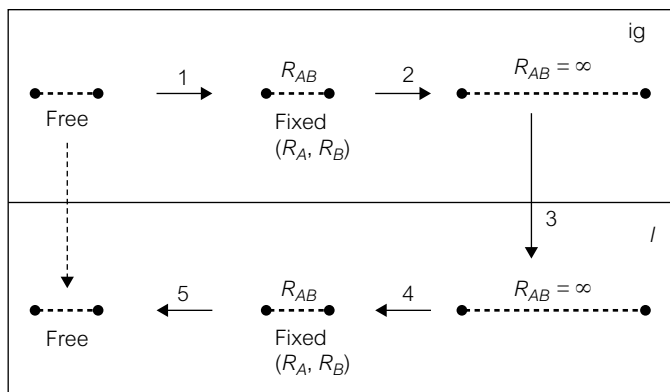 ig
1
R_AB
2
R_AB = ∞
Free
Fixed
(R_A, R_B)
3
l
5
R_AB
4
R_AB = ∞
Free
Fixed
(R_A, R_B)